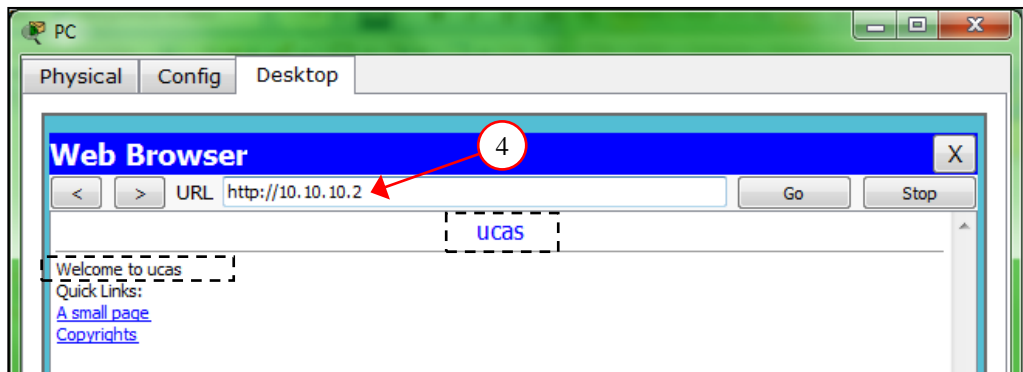 PC
Physical Config Desktop
4
Web Browser X
< > URL http://10.10.10.2 Go Stop
ucas
Welcome to ucas
Quick Links:
A small page
Copyrights